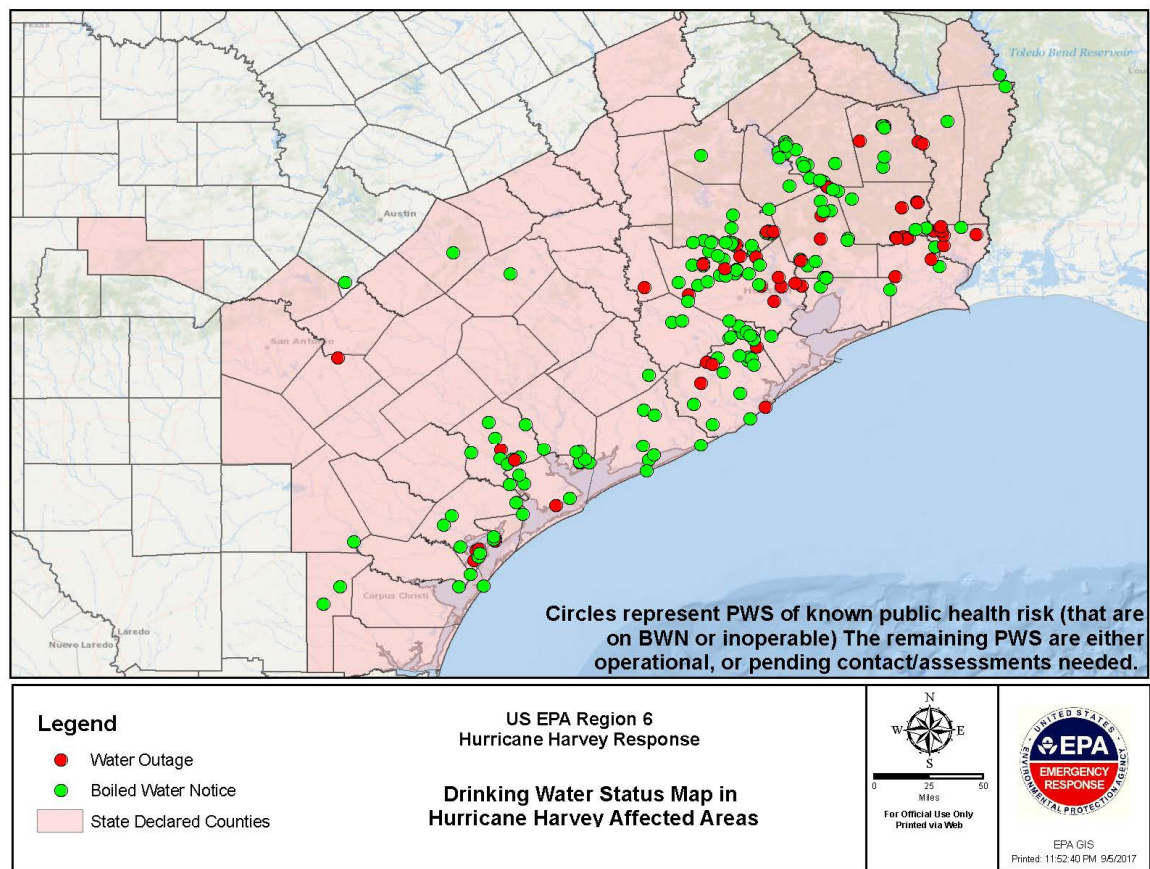 Toledo Bend Reservoir
Austin
San Antonio
Corpus Christi
Laredo
Nuevo Laredo
Circles represent PWS of known public health risk (that are
on BWN or inoperable) The remaining PWS are either
operational, or pending contact/assessments needed.
Legend
Water Outage
Boiled Water Notice
State Declared Counties
US EPA Region 6
Hurricane Harvey Response
Drinking Water Status Map in
Hurricane Harvey Affected Areas
N
W E
S
0 25 50
Miles
For Official Use Only
Printed via Web
UNITED STATES
ENVIRONMENTAL PROTECTION AGENCY
EPA
EMERGENCY
RESPONSE
EPA GIS
Printed: 11:52:40 PM 9/5/2017